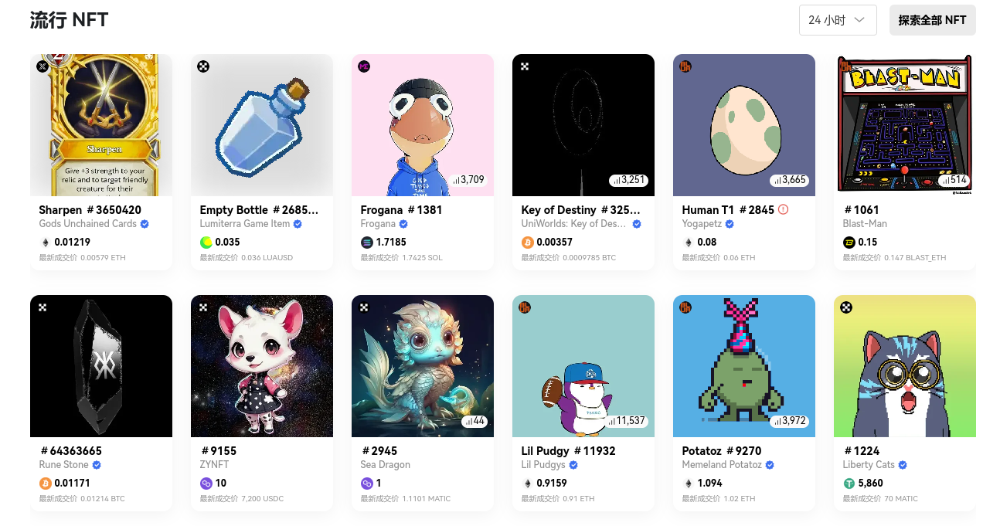 流行 NFT
24 小时
探索全部 NFT
Sharpen
Give +3 strength to your
relic and to target friendly
creature for their
Sharpen #3650420
Gods Unchained Cards
0.01219
最新成交价 0.00579 ETH
Empty Bottle #2685...
Lumiterra Game Item
0.035
最新成交价 0.036 LUAUSD
GOOD
THINGS
TAKE
TIME
3,709
Frogana #1381
Frogana
1.7185
最新成交价 1.7425 SOL
3,251
Key of Destiny #325...
UniWorlds: Key of Des...
0.00357
最新成交价 0.0009785 BTC
3,665
Human T1 #2845
Yogapetz
0.08
最新成交价 0.06 ETH
BLAST-MAN
514
#1061
Blast-Man
0.15
最新成交价 0.147 BLAST_ETH
#64363665
Rune Stone
0.01171
最新成交价 0.01214 BTC
#9155
ZYNFT
10
最新成交价 7,200 USDC
44
#2945
Sea Dragon
1
最新成交价 1.1101 MATIC
11,537
Lil Pudgy #11932
Lil Pudgys
0.9159
最新成交价 0.91 ETH
3,972
Potatoz #9270
Memeland Potatoz
1.094
最新成交价 1.02 ETH
#1224
Liberty Cats
5,860
最新成交价 70 MATIC